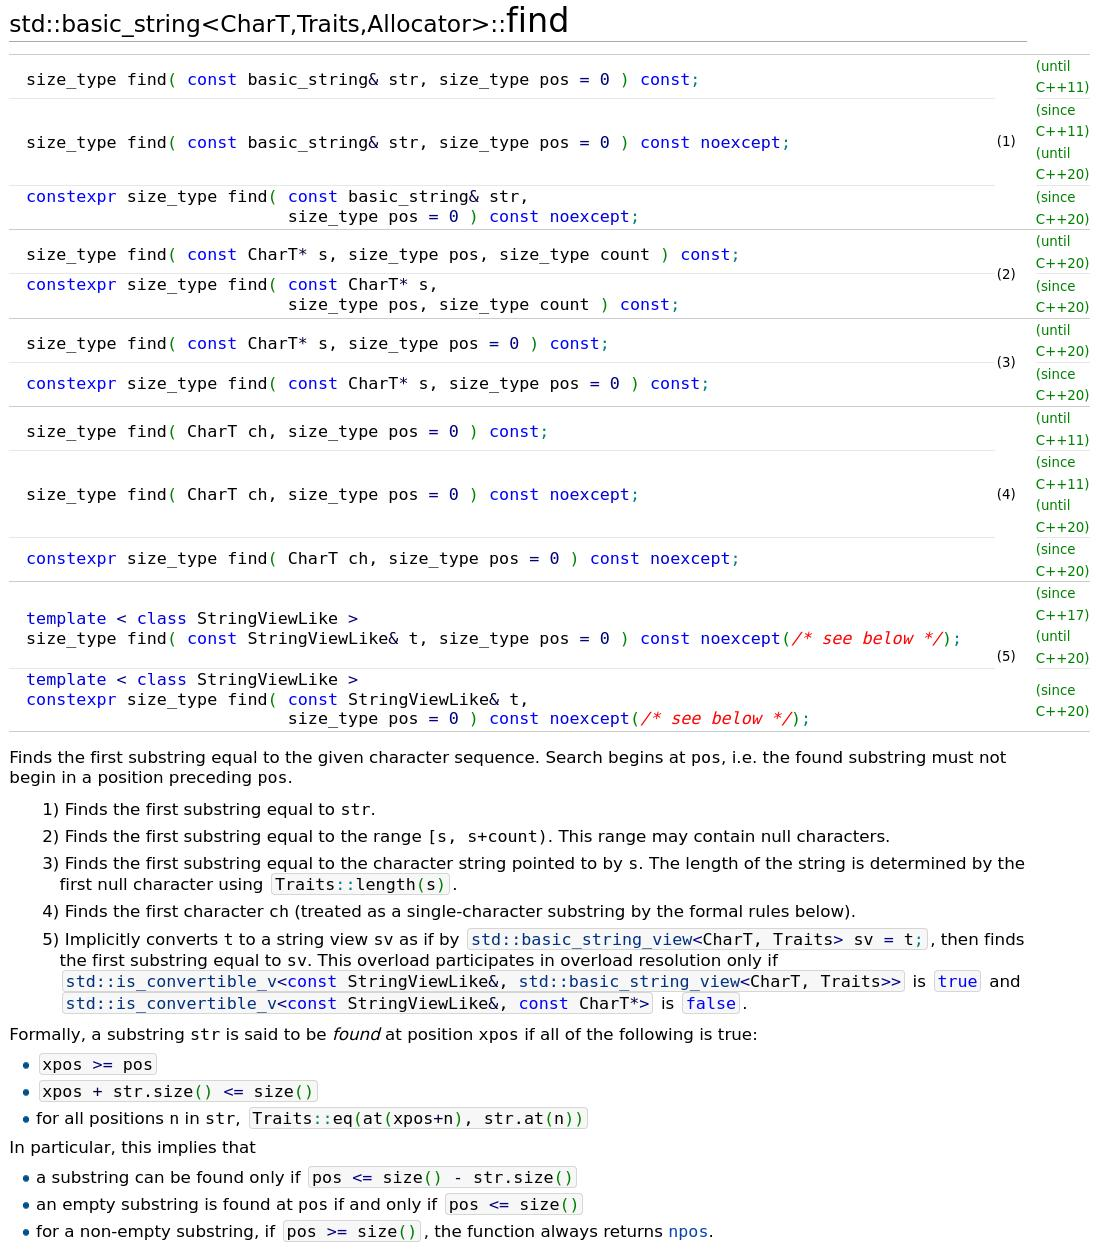 std::basic_string<CharT,Traits,Allocator>::find
size_type find( const basic_string& str, size_type pos = 0 ) const;
(until
C++11)
size_type find( const basic_string& str, size_type pos = 0 ) const noexcept;
(1)
(since
C++11)
(until
C++20)
constexpr size_type find( const basic_string& str,
size_type pos = 0 ) const noexcept;
(since
C++20)
size_type find( const CharT* s, size_type pos, size_type count ) const;
(until
C++20)
(2)
constexpr size_type find( const CharT* s,
size_type pos, size_type count ) const;
(since
C++20)
size_type find( const CharT* s, size_type pos = 0 ) const;
(until
C++20)
(3)
constexpr size_type find( const CharT* s, size_type pos = 0 ) const;
(since
C++20)
size_type find( CharT ch, size_type pos = 0 ) const;
(until
C++11)
size_type find( CharT ch, size_type pos = 0 ) const noexcept;
(4)
(since
C++11)
(until
C++20)
constexpr size_type find( CharT ch, size_type pos = 0 ) const noexcept;
(since
C++20)
template < class StringViewLike >
size_type find( const StringViewLike& t, size_type pos = 0 ) const noexcept(/* see below */);
(since
C++17)
(until
C++20)
(5)
template < class StringViewLike >
constexpr size_type find( const StringViewLike& t,
size_type pos = 0 ) const noexcept(/* see below */);
(since
C++20)
Finds the first substring equal to the given character sequence. Search begins at pos, i.e. the found substring must not
begin in a position preceding pos.
1) Finds the first substring equal to str.
2) Finds the first substring equal to the range [s, s+count). This range may contain null characters.
3) Finds the first substring equal to the character string pointed to by s. The length of the string is determined by the
first null character using Traits::length(s).
4) Finds the first character ch (treated as a single-character substring by the formal rules below).
5) Implicitly converts t to a string view sv as if by std::basic_string_view<CharT, Traits> sv = t;, then finds
the first substring equal to sv. This overload participates in overload resolution only if
std::is_convertible_v<const StringViewLike&, std::basic_string_view<CharT, Traits>> is true and
std::is_convertible_v<const StringViewLike&, const CharT*> is false.
Formally, a substring str is said to be found at position xpos if all of the following is true:
• xpos >= pos
• xpos + str.size() <= size()
• for all positions n in str, Traits::eq(at(xpos+n), str.at(n))
In particular, this implies that
• a substring can be found only if pos <= size() - str.size()
• an empty substring is found at pos if and only if pos <= size()
• for a non-empty substring, if pos >= size(), the function always returns npos.